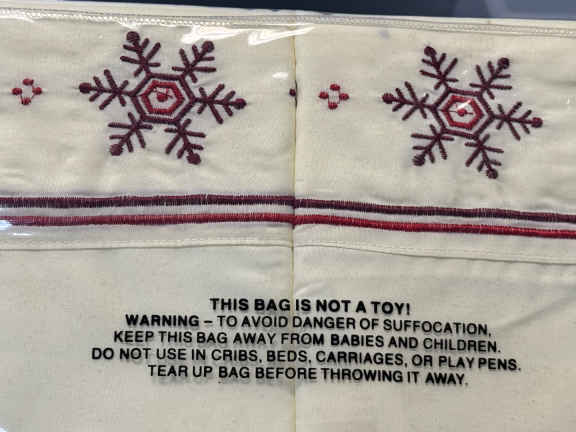 THIS BAG IS NOT A TOY!
WARNING – TO AVOID DANGER OF SUFFOCATION,
KEEP THIS BAG AWAY FROM BABIES AND CHILDREN.
DO NOT USE IN CRIBS, BEDS, CARRIAGES, OR PLAY PENS.
TEAR UP BAG BEFORE THROWING IT AWAY.